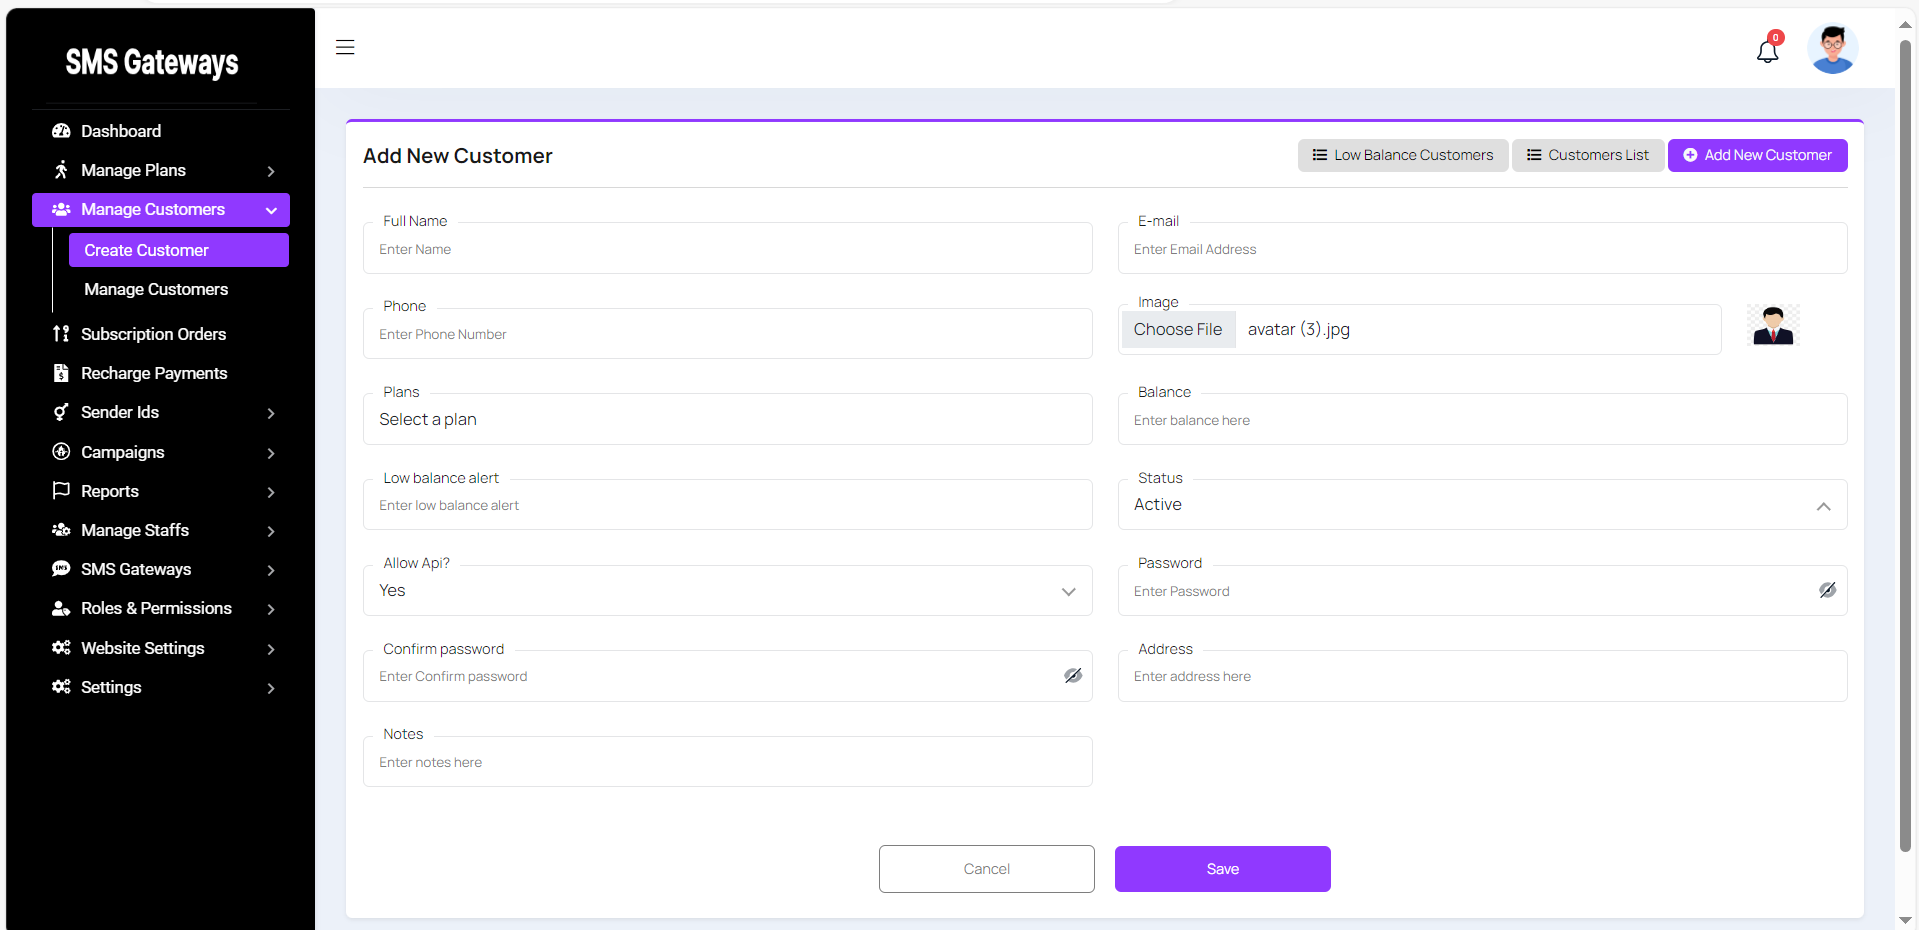 SMS Gateways
0
Dashboard
Manage Plans
Manage Customers
Create Customer
Manage Customers
Subscription Orders
Recharge Payments
Sender Ids
Campaigns
Reports
Manage Staffs
SMS Gateways
Roles & Permissions
Website Settings
Settings
Add New Customer
Low Balance Customers
Customers List
Add New Customer
Full Name
Enter Name
E-mail
Enter Email Address
Phone
Enter Phone Number
Image
Choose File avatar (3).jpg
Plans
Select a plan
Balance
Enter balance here
Low balance alert
Enter low balance alert
Status
Active
Allow Api?
Yes
Password
Enter Password
Confirm password
Enter Confirm password
Address
Enter address here
Notes
Enter notes here
Cancel
Save